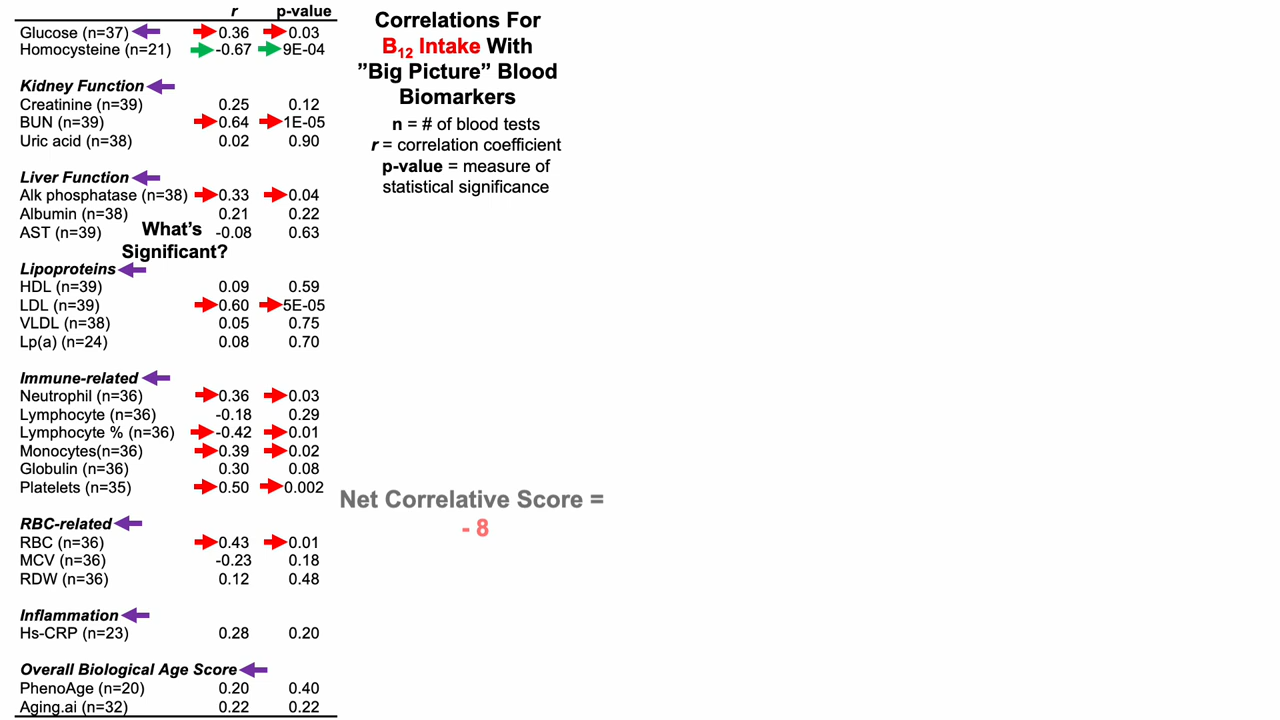 r p-value
Glucose (n=37) 0.36 0.03
Homocysteine (n=21) -0.67 9E-04
Kidney Function
Creatinine (n=39) 0.25 0.12
BUN (n=39) 0.64 1E-05
Uric acid (n=38) 0.02 0.90
Liver Function
Alk phosphatase (n=38) 0.33 0.04
Albumin (n=38) 0.21 0.22
AST (n=39) -0.08 0.63
What's
Significant?
Lipoproteins
HDL (n=39) 0.09 0.59
LDL (n=39) 0.60 5E-05
VLDL (n=38) 0.05 0.75
Lp(a) (n=24) 0.08 0.70
Immune-related
Neutrophil (n=36) 0.36 0.03
Lymphocyte (n=36) -0.18 0.29
Lymphocyte % (n=36) -0.42 0.01
Monocytes(n=36) 0.39 0.02
Globulin (n=36) 0.30 0.08
Platelets (n=35) 0.50 0.002
RBC-related
RBC (n=36) 0.43 0.01
MCV (n=36) -0.23 0.18
RDW (n=36) 0.12 0.48
Inflammation
Hs-CRP (n=23) 0.28 0.20
Overall Biological Age Score
PhenoAge (n=20) 0.20 0.40
Aging.ai (n=32) 0.22 0.22
Correlations For
B12 Intake With
”Big Picture” Blood
Biomarkers
n = # of blood tests
r = correlation coefficient
p-value = measure of
statistical significance
Net Correlative Score =
- 8